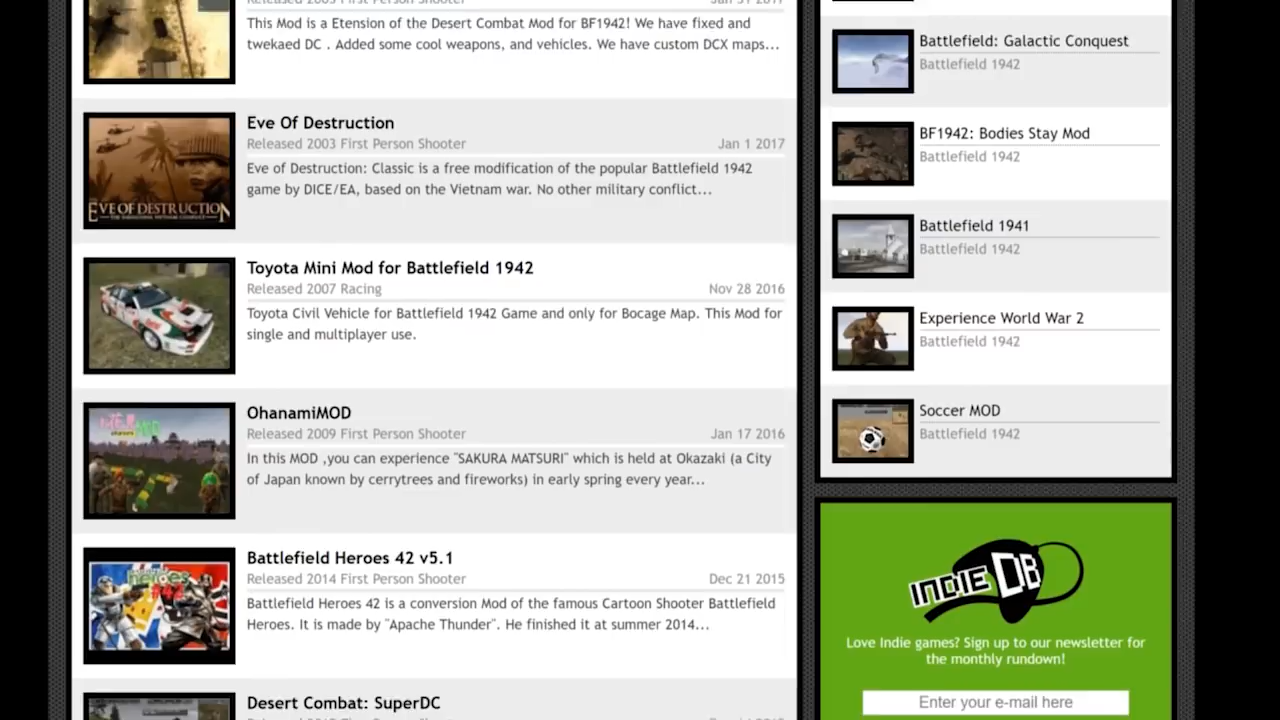 This Mod is a Etension of the Desert Combat Mod for BF1942! We have fixed and
twekaed DC . Added some cool weapons, and vehicles. We have custom DCX maps...
Eve Of Destruction
Released 2003 First Person Shooter
Jan 1 2017
Eve of Destruction: Classic is a free modification of the popular Battlefield 1942
game by DICE/EA, based on the Vietnam war. No other military conflict...
EVE OF DESTRUCTION
Toyota Mini Mod for Battlefield 1942
Released 2007 Racing
Nov 28 2016
Toyota Civil Vehicle for Battlefield 1942 Game and only for Bocage Map. This Mod for
single and multiplayer use.
OhanamiMOD
Released 2009 First Person Shooter
Jan 17 2016
In this MOD ,you can experience "SAKURA MATSURI" which is held at Okazaki (a City
of Japan known by cerrytrees and fireworks) in early spring every year...
Battlefield Heroes 42 v5.1
Released 2014 First Person Shooter
Dec 21 2015
Battlefield Heroes 42 is a conversion Mod of the famous Cartoon Shooter Battlefield
Heroes. It is made by "Apache Thunder". He finished it at summer 2014...
heroes
#42
Desert Combat: SuperDC
Battlefield: Galactic Conquest
Battlefield 1942
BF1942: Bodies Stay Mod
Battlefield 1942
Battlefield 1941
Battlefield 1942
Experience World War 2
Battlefield 1942
Soccer MOD
Battlefield 1942
INDIE DB
Love Indie games? Sign up to our newsletter for
the monthly rundown!
Enter your e-mail here